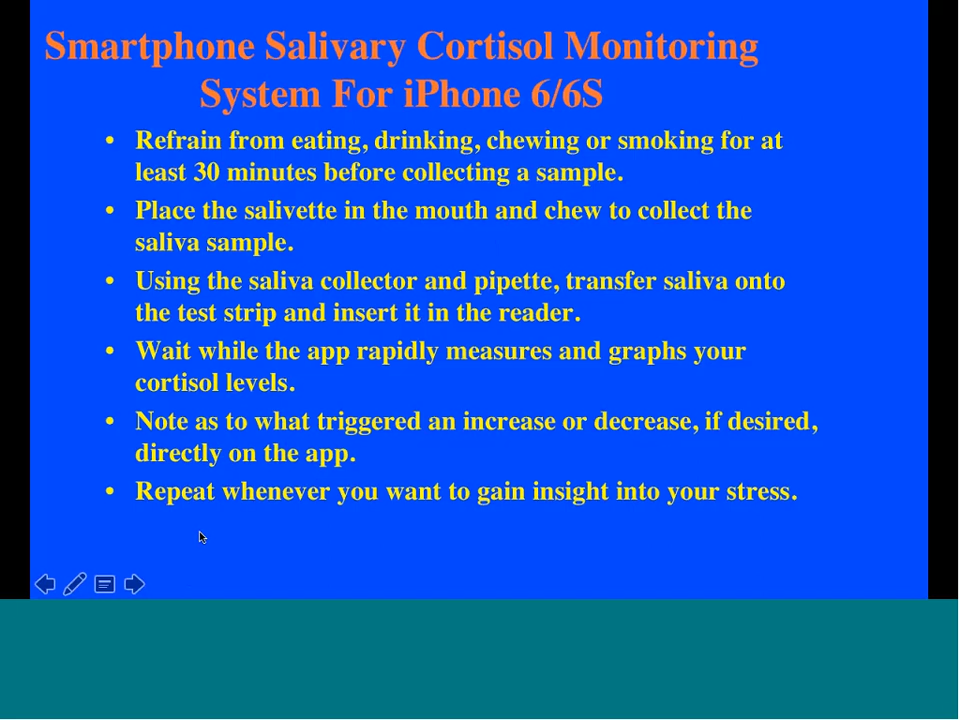 Smartphone Salivary Cortisol Monitoring
System For iPhone 6/6S
• Refrain from eating, drinking, chewing or smoking for at
least 30 minutes before collecting a sample.
• Place the salivette in the mouth and chew to collect the
saliva sample.
• Using the saliva collector and pipette, transfer saliva onto
the test strip and insert it in the reader.
• Wait while the app rapidly measures and graphs your
cortisol levels.
• Note as to what triggered an increase or decrease, if desired,
directly on the app.
• Repeat whenever you want to gain insight into your stress.